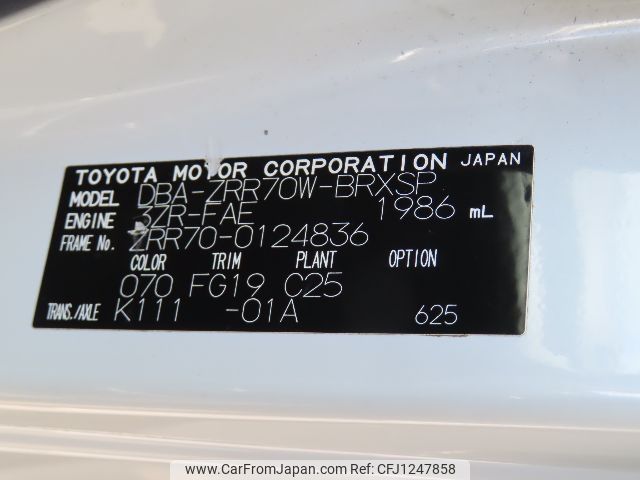 TOYOTA MOTOR CORPORATION JAPAN
MODEL DBA-ZRR70W-BRXSP
ENGINE 3ZR-FAE 1986 mL
FRAME No. ZRR70-0124836
COLOR TRIM PLANT OPTION
070 FG19 C25
TRANS./AXLE K111 -01A 625
www.CarFromJapan.com © CarFromJapan - CFJ1247858